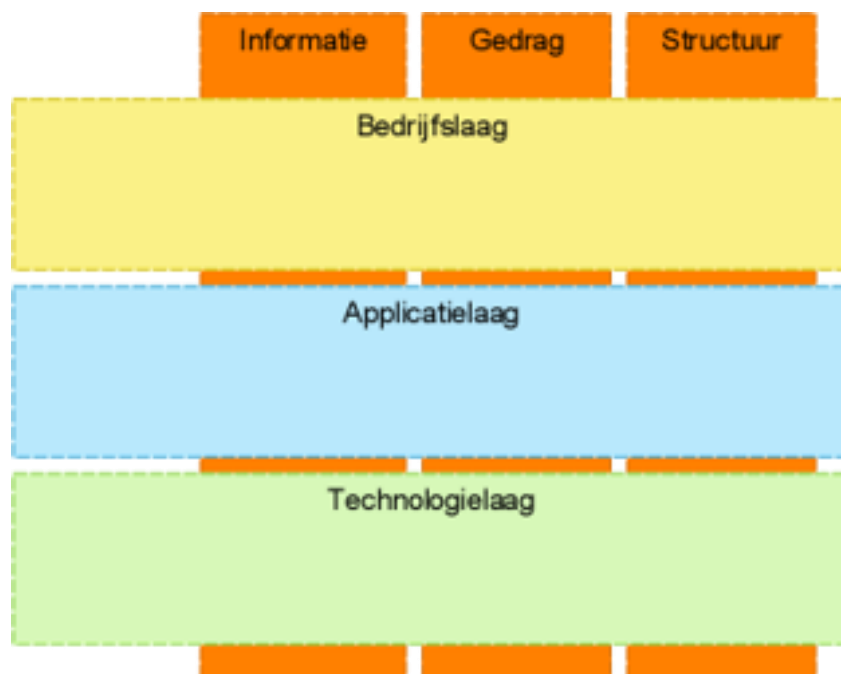 Informatie Gedrag Structuur
Bedrijfslaag
Applicatielaag
Technologielaag